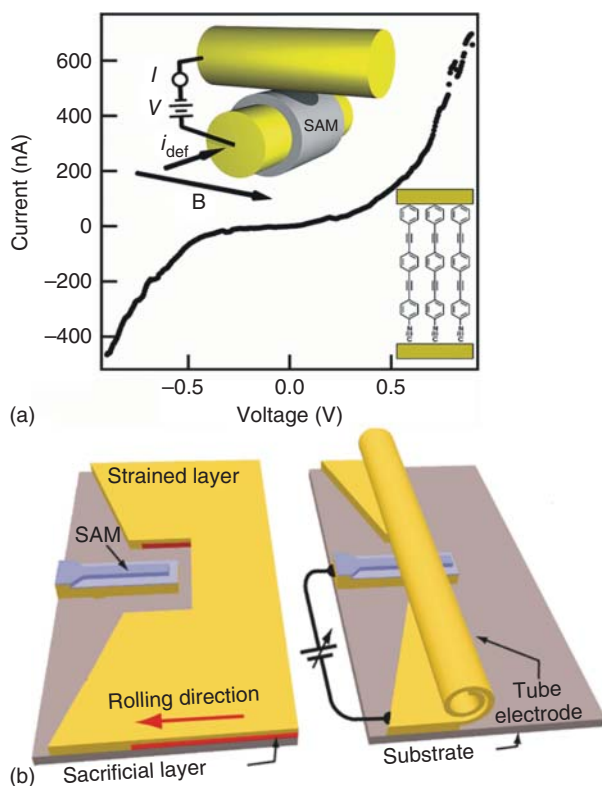 Current (nA)
600
400
200
0
−200
−400
I
V
i def
B
SAM
N
C
N
C
N
C
−0.5
0.0
0.5
Voltage (V)
(a)
Strained layer
SAM
Rolling direction
Sacrificial layer
Tube
electrode
Substrate
(b)